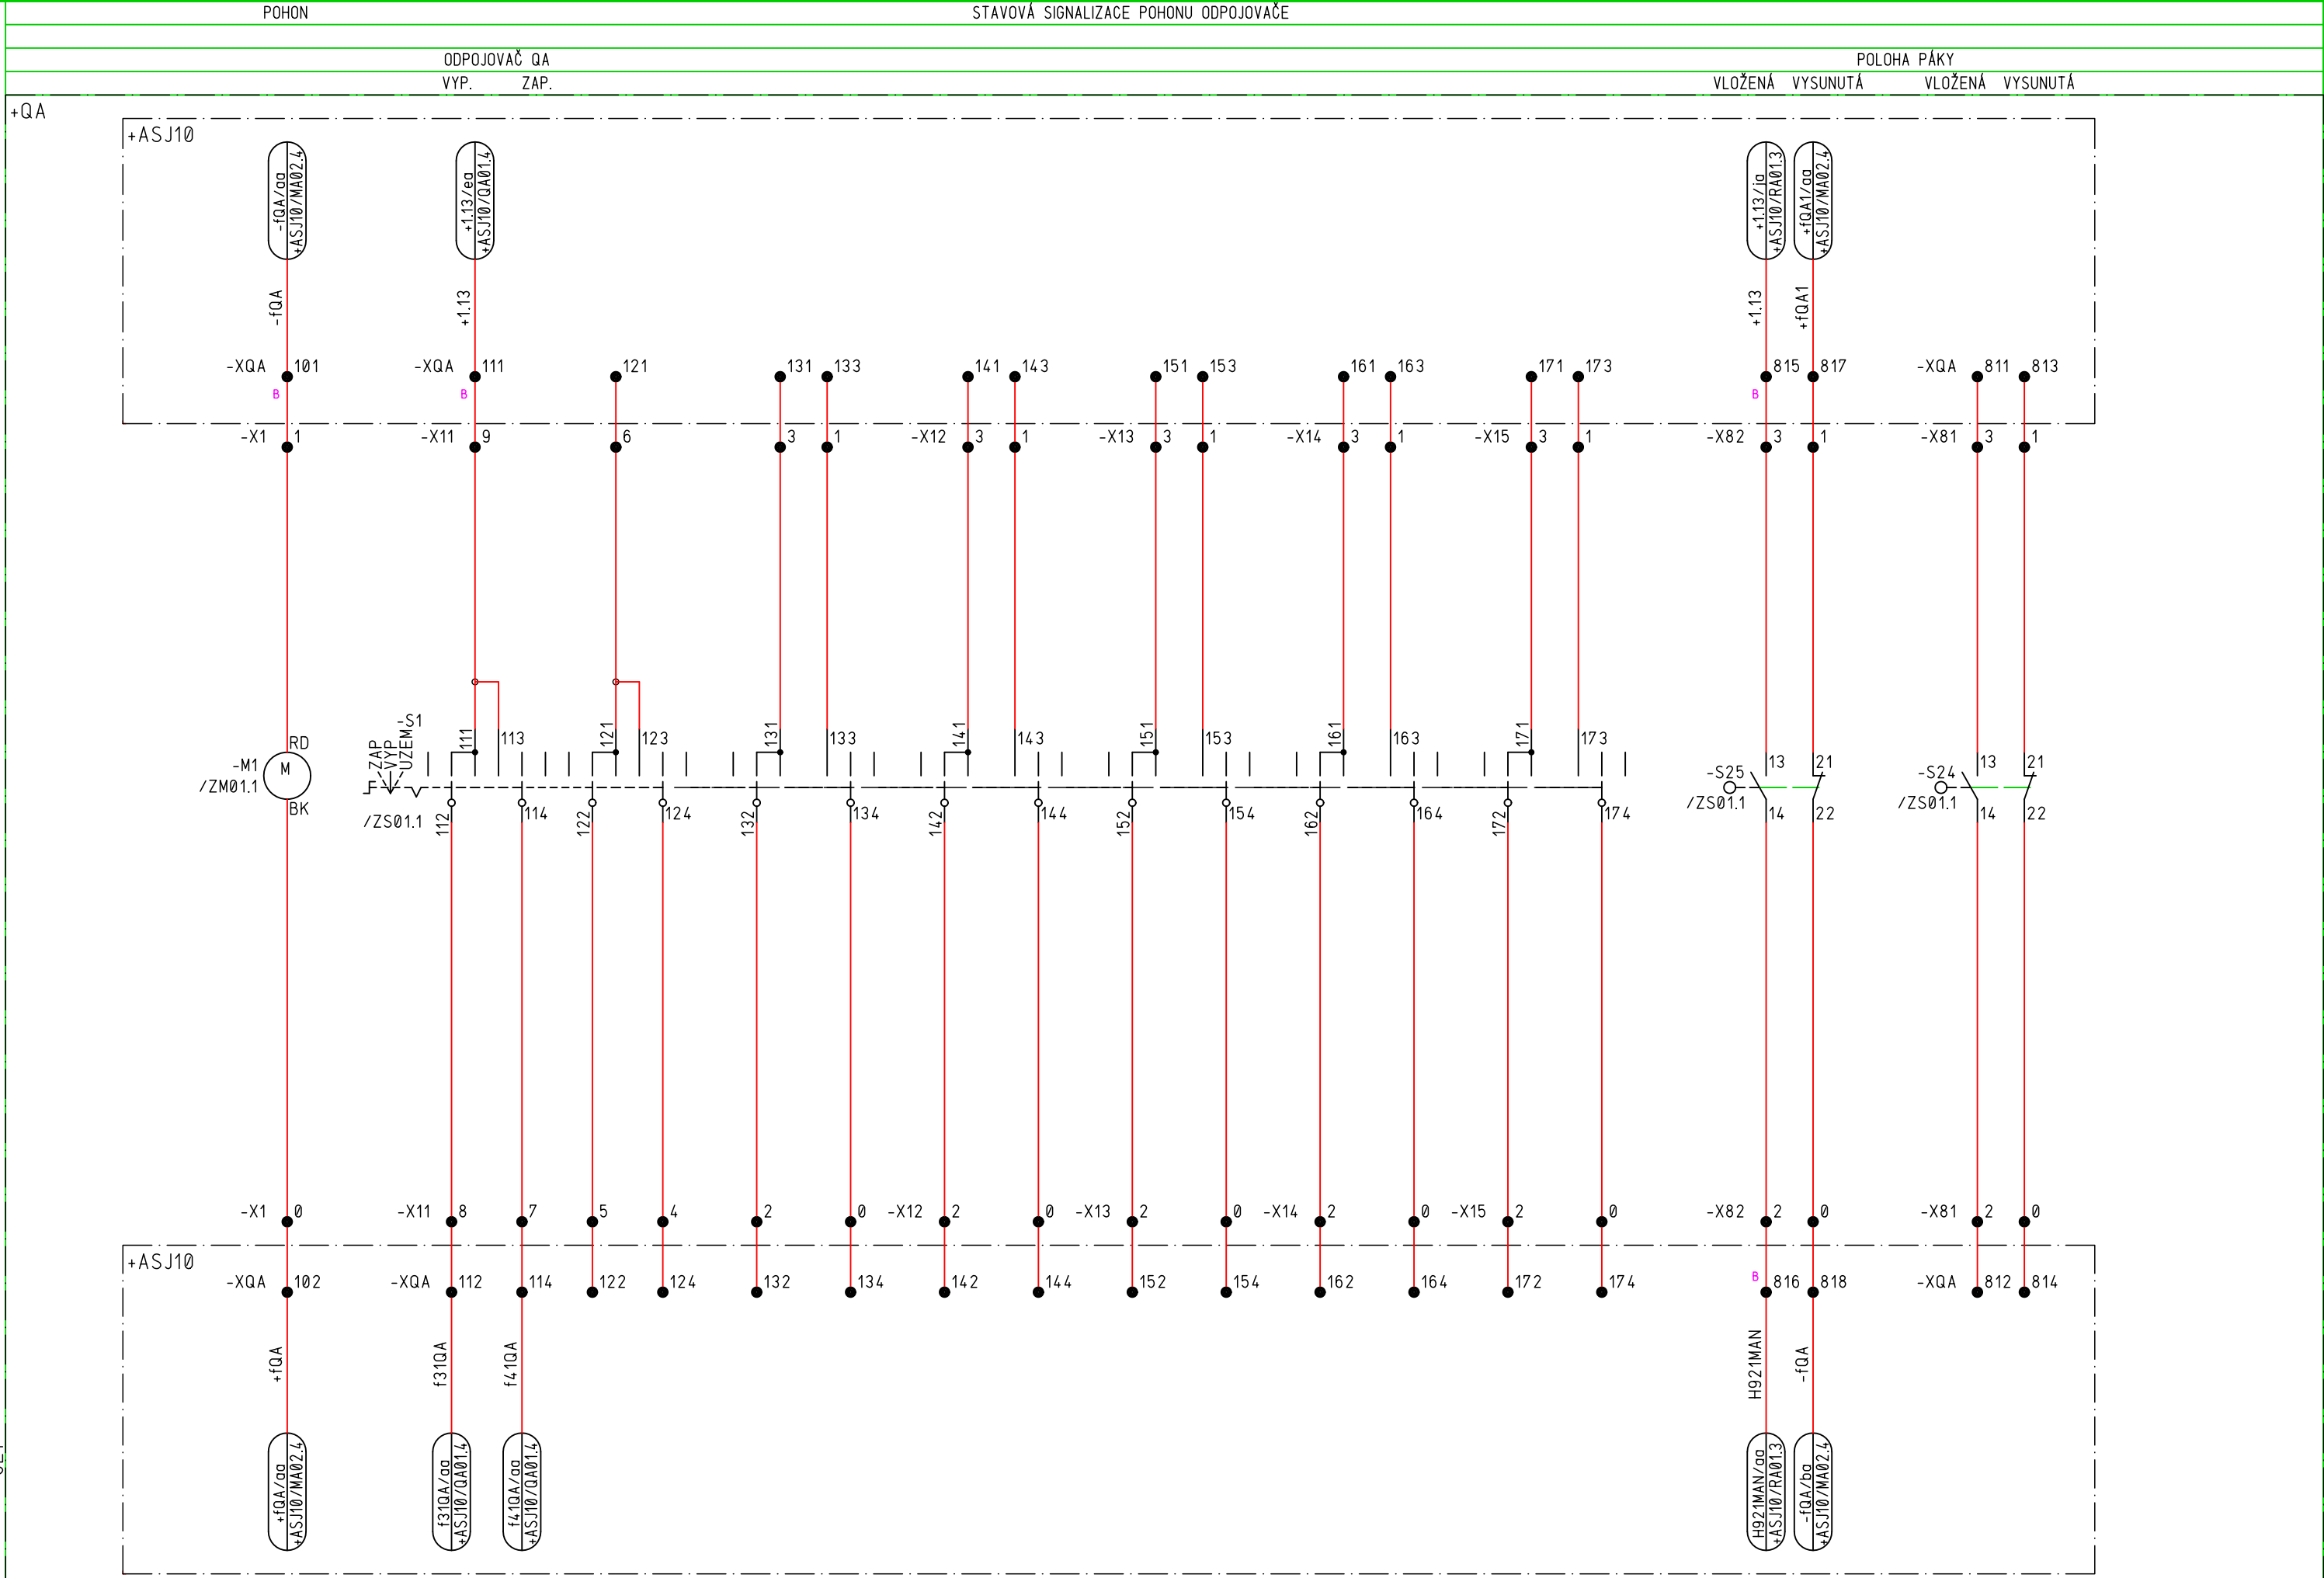 POHON STAVOVÁ SIGNALIZACE POHONU ODPOJOVAČE
ODPOJOVAČ QA POLOHA PÁKY
VYP. ZAP. VLOŽENÁ VYSUNUTÁ VLOŽENÁ VYSUNUTÁ
+QA
+ASJ10
-fQA/aa
+ASJ10/MA02.4
+1.13/ea
+ASJ10/QA01.4
+1.13/ia
+ASJ10/RA01.3
+fQA1/aa
+ASJ10/MA02.4
-fQA +1.13 +1.13 +fQA1
-XQA 101 -XQA 111 121 131 133 141 143 151 153 161 163 171 173 815 817 -XQA 811 813
B B B
-X1 1 -X11 9 6 3 1 -X12 3 1 -X13 3 1 -X14 3 1 -X15 3 1 -X82 3 1 -X81 3 1
-S1
ZAP
VYP
UZEM
RD 111 113 121 123 131 133 141 143 151 153 161 163 171 173 13 21 13 21
-M1 M -S25 -S24
/ZM01.1 /ZS01.1 /ZS01.1
BK /ZS01.1 112 114 122 124 132 134 142 144 152 154 162 164 172 174 14 22 14 22
-X1 0 -X11 8 7 5 4 2 0 -X12 2 0 -X13 2 0 -X14 2 0 -X15 2 0 -X82 2 0 -X81 2 0
+ASJ10
-XQA 102 -XQA 112 114 122 124 132 134 142 144 152 154 162 164 172 174 B 816 818 -XQA 812 814
+fQA f31QA f41QA H921MAN -fQA
+fQA/aa
+ASJ10/MA02.4
f31QA/aa
+ASJ10/QA01.4
f41QA/aa
+ASJ10/QA01.4
H921MAN/aa
+ASJ10/RA01.3
-fQA/ba
+ASJ10/MA02.4